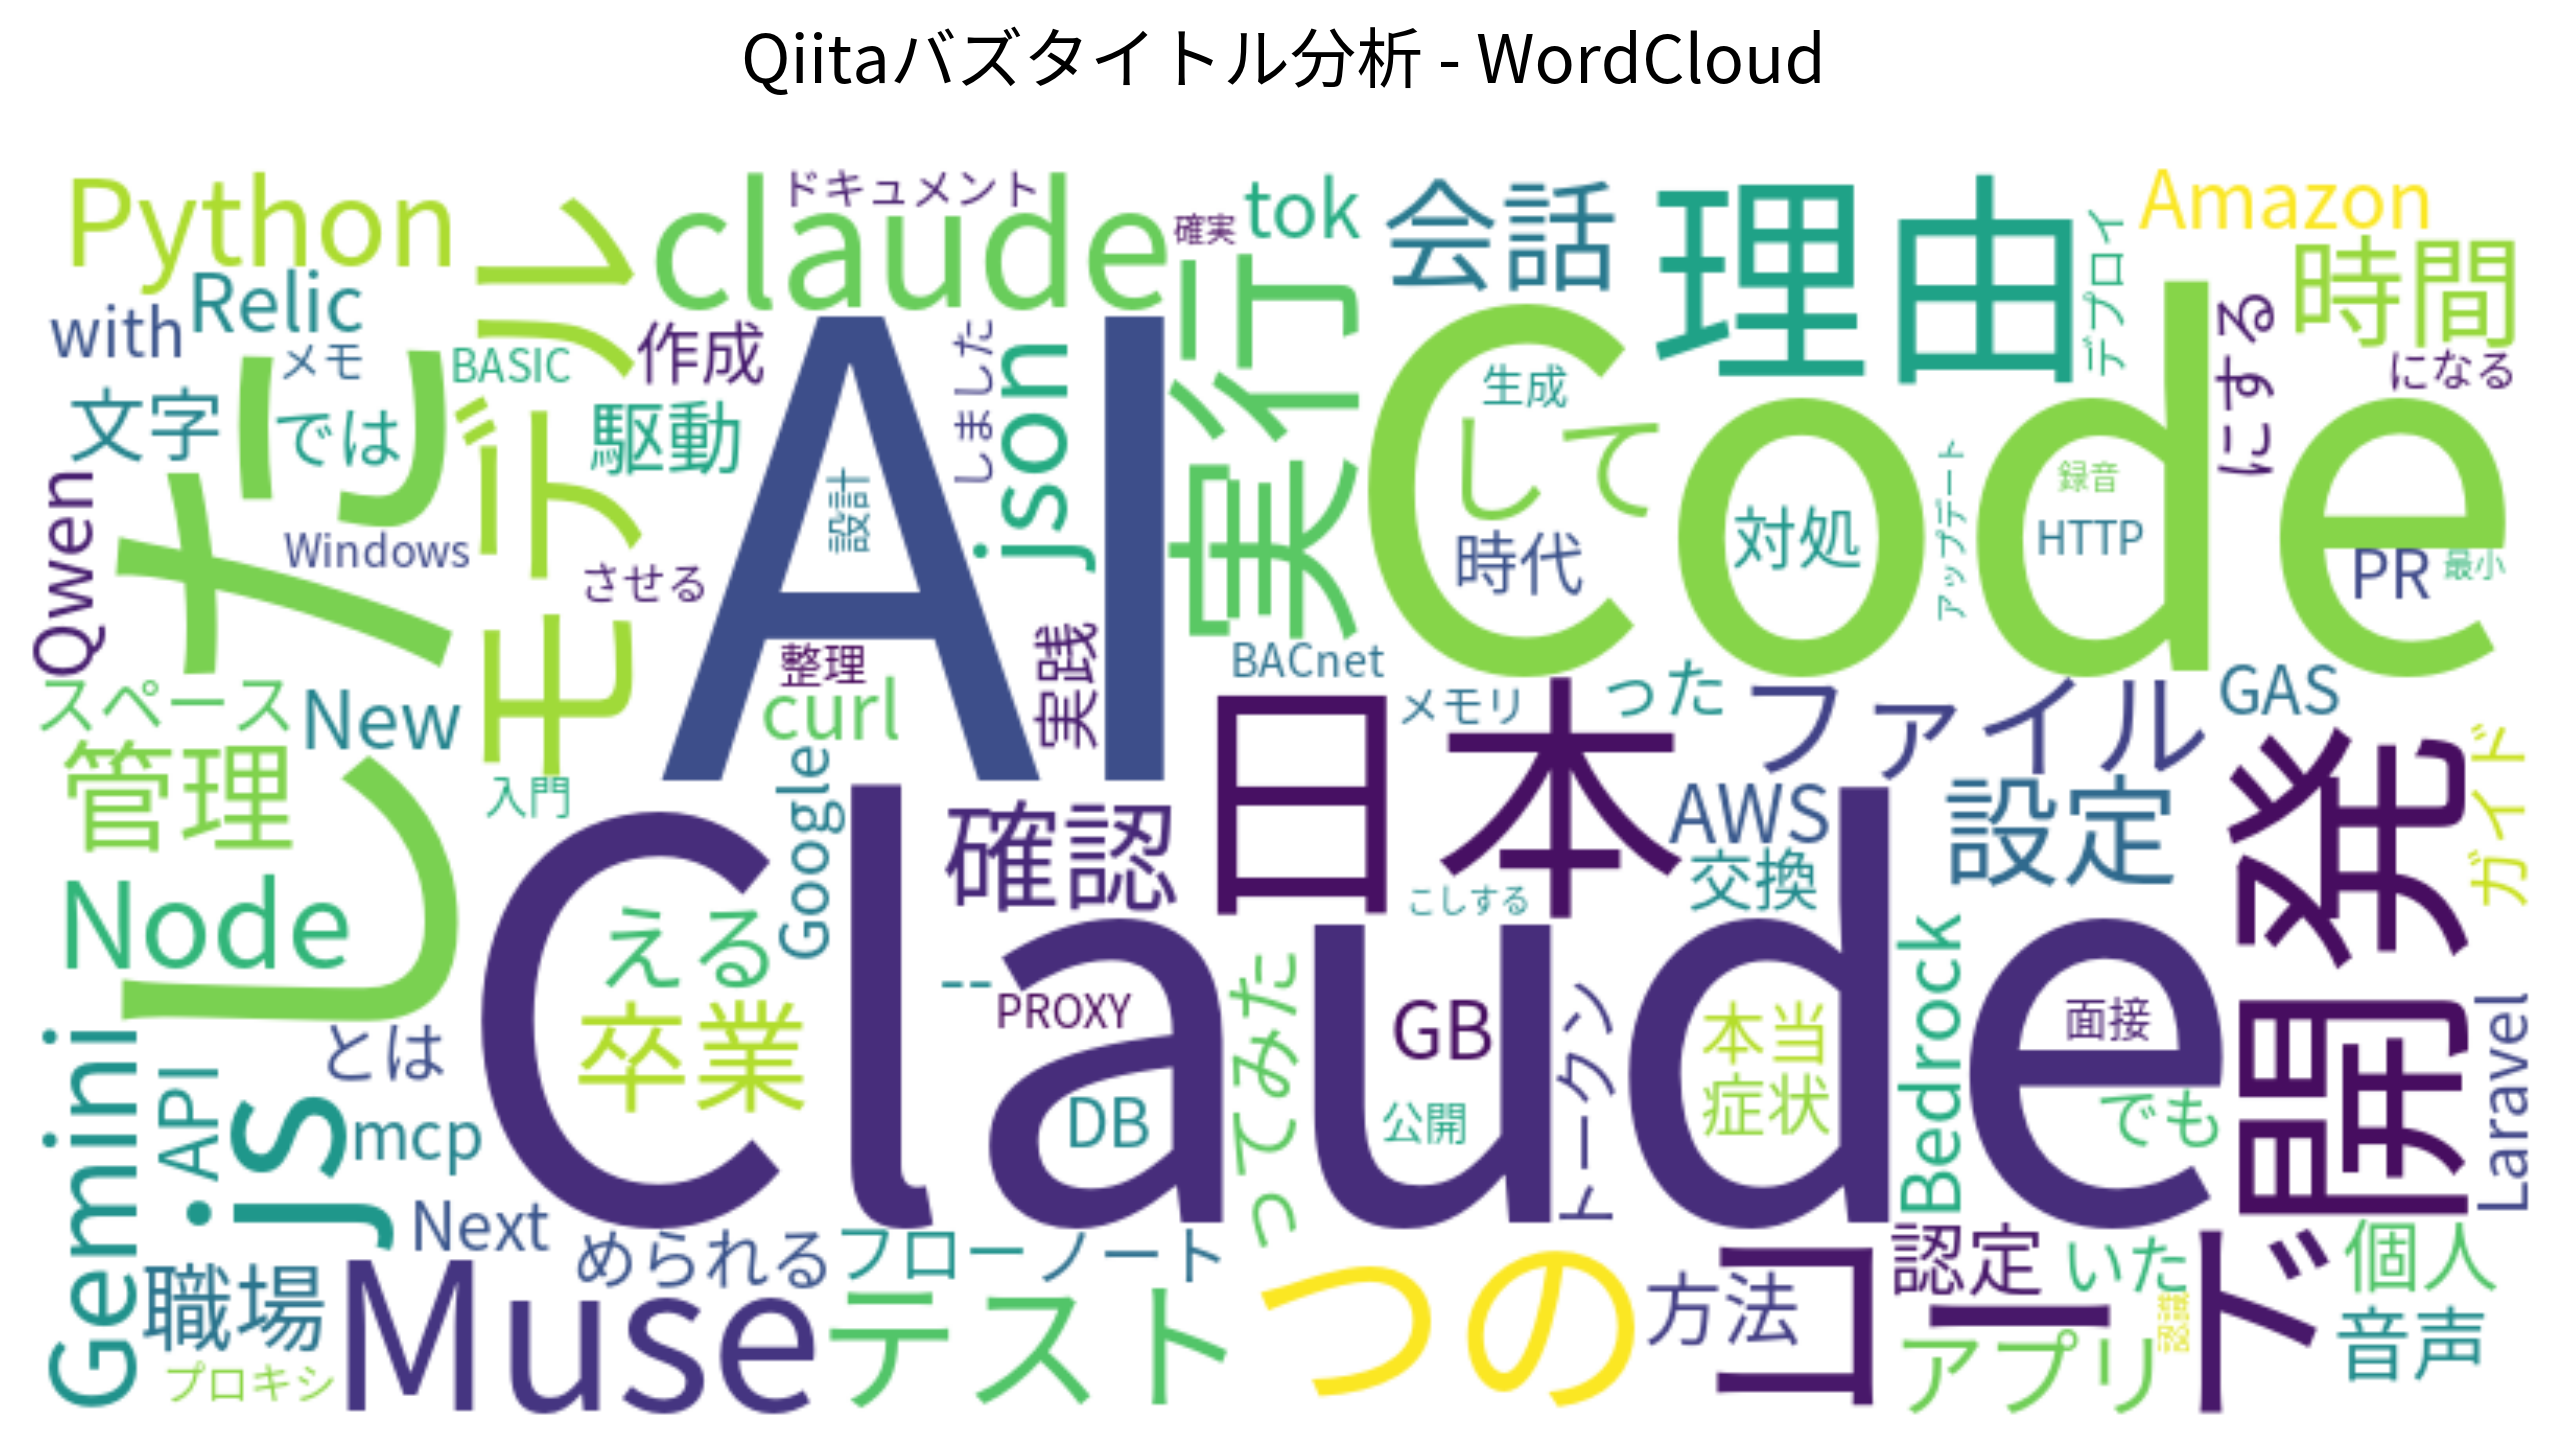 Qiitaバズタイトル分析 - WordCloud
Python
モデル
claude
ドキュメント
確実
tok
会話
理由
デプロイ
Amazon
時間
Relic
with
メモ
BASIC
作成
しました
json
実行
生成
にする
になる
なし
文字
では
駆動
AI
設計
Code
して
対処
アップデート
録音
HTTP
時代
PR
最小
Qwen
Windows
させる
整理
実践
BACnet
curl
スペース
New
日本
メモリ
った
ファイル
GAS
管理
入門
Google
確認
AWS
設定
開発
ガイド
交換
こしする
Node
Claude
える
卒業
--
PROXY
ってみた
GB
トークン
本当
症状
Bedrock
面接
Laravel
Gemini
とは
API
.js
mcp
DB
公開
でも
Next
められる
フローノート
職場
Muse
テスト
つの
方法
コード
認定
いた
個人
プロキシ
アプリ
認識
音声